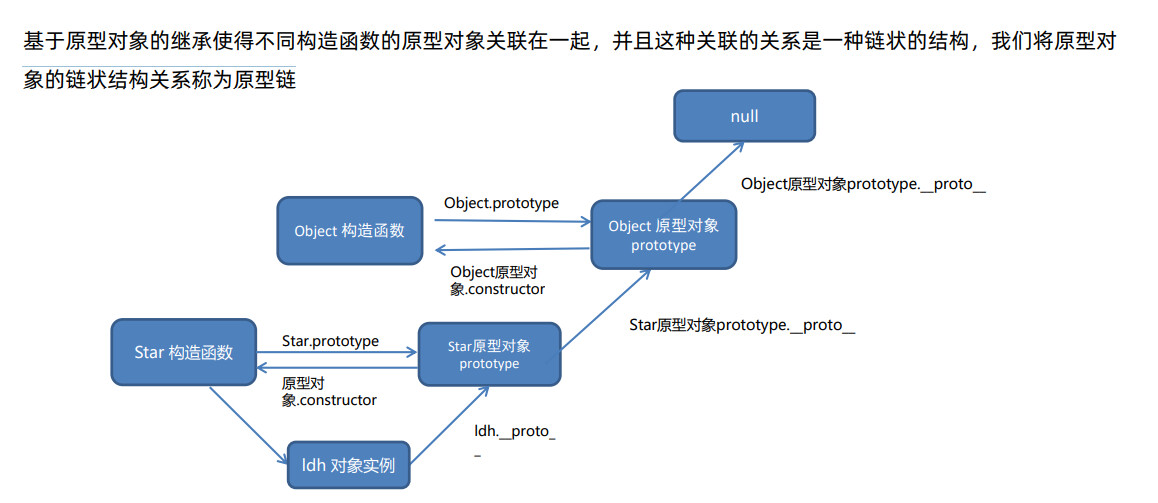 基于原型对象的继承使得不同构造函数的原型对象关联在一起，并且这种关联的关系是一种链状的结构，我们将原型对
象的链状结构关系称为原型链
null
Object原型对象prototype.__proto__
Object.prototype
Object 构造函数
Object 原型对象
prototype
Object原型对
象.constructor
Star原型对象prototype.__proto__
Star.prototype
Star 构造函数
Star原型对象
prototype
原型对
象.constructor
ldh.__proto_
_
ldh 对象实例